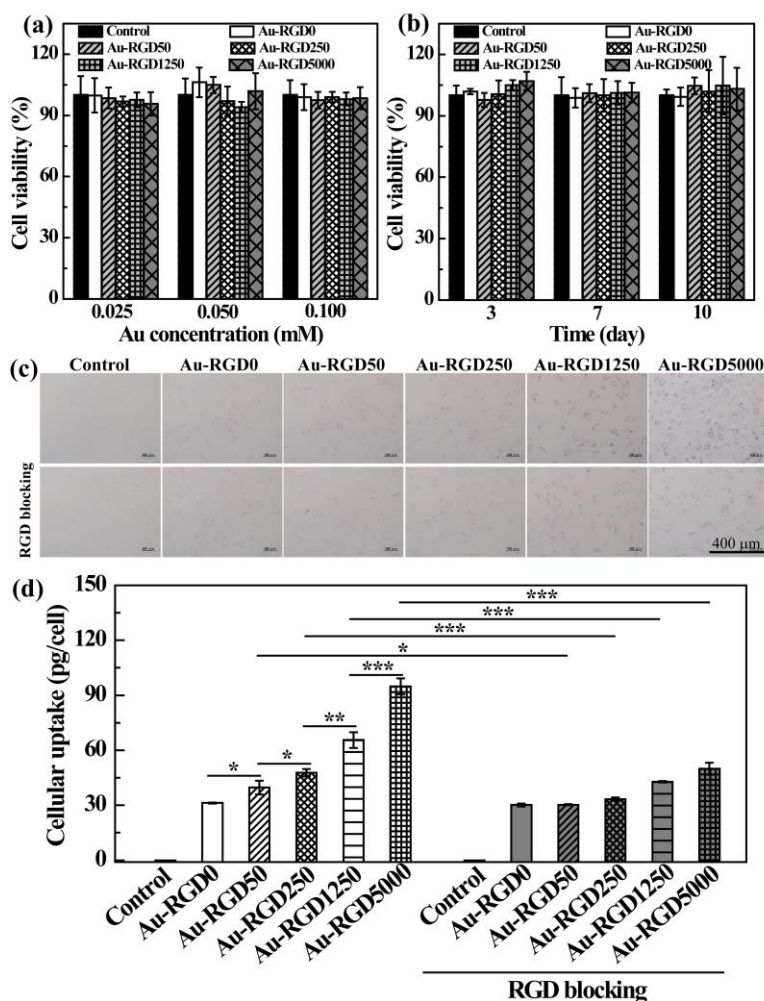 (a)
Control Au-RGD0
Au-RGD50 Au-RGD250
Au-RGD1250 Au-RGD5000
120
90
60
30
0
Cell viability (%)
0.025 0.050 0.100
Au concentration (mM)
(b)
Control Au-RGD0
Au-RGD50 Au-RGD250
Au-RGD1250 Au-RGD5000
120
90
60
30
0
Cell viability (%)
3 7 10
Time (day)
(c)
Control Au-RGD0 Au-RGD50 Au-RGD250 Au-RGD1250 Au-RGD5000
RGD blocking
400 μm
(d)
150
120
90
60
30
0
Cellular uptake (pg/cell)
***
***
***
*
***
**
*
*
Control Au-RGD0 Au-RGD50 Au-RGD250 Au-RGD1250 Au-RGD5000 Control Au-RGD0 Au-RGD50 Au-RGD250 Au-RGD1250 Au-RGD5000
RGD blocking